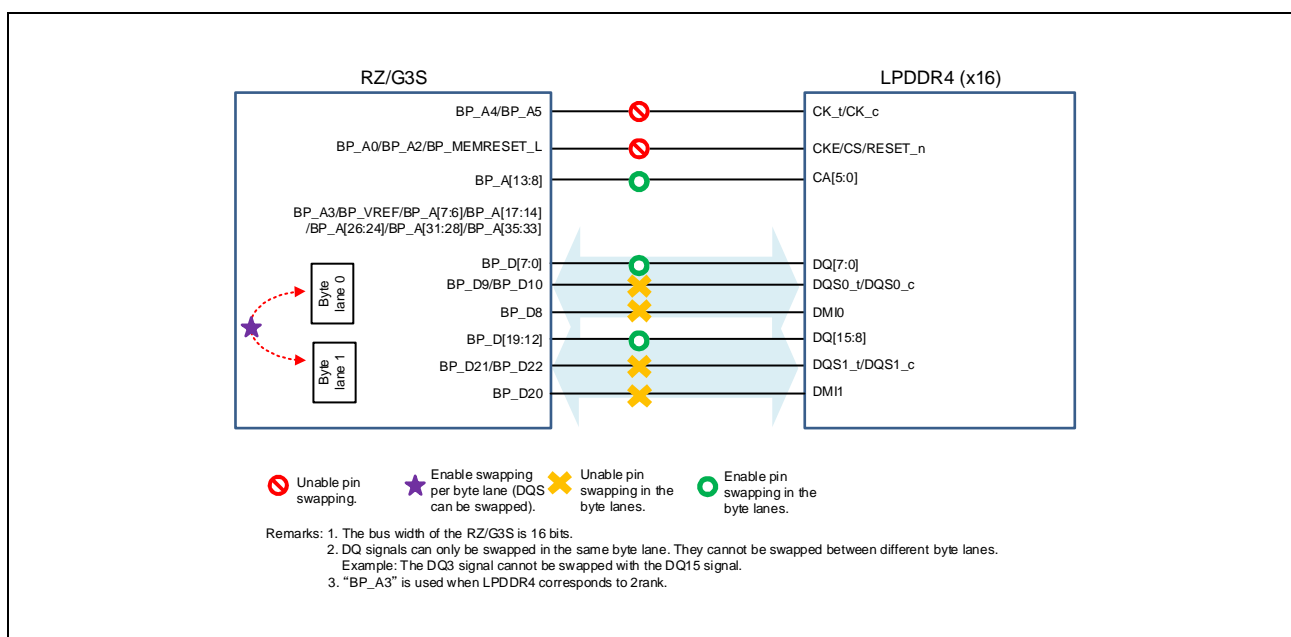 RZ/G3S
LPDDR4 (x16)
BP_A4/BP_A5
CK_t/CK_c
BP_A0/BP_A2/BP_MEMRESET_L
CKE/CS/RESET_n
BP_A[13:8]
CA[5:0]
BP_A3/BP_VREF/BP_A[7:6]/BP_A[17:14]
/BP_A[26:24]/BP_A[31:28]/BP_A[35:33]
BP_D[7:0]
DQ[7:0]
BP_D9/BP_D10
DQS0_t/DQS0_c
BP_D8
DMI0
BP_D[19:12]
DQ[15:8]
BP_D21/BP_D22
DQS1_t/DQS1_c
BP_D20
DMI1
Byte
lane 0
Byte
lane 1
Unable pin
swapping.
Enable swapping
per byte lane (DQS
can be swapped).
Unable pin
swapping in the
byte lanes.
Enable pin
swapping in the
byte lanes.
Remarks: 1. The bus width of the RZ/G3S is 16 bits.
2. DQ signals can only be swapped in the same byte lane. They cannot be swapped between different byte lanes.
Example: The DQ3 signal cannot be swapped with the DQ15 signal.
3. “BP_A3” is used when LPDDR4 corresponds to 2rank.